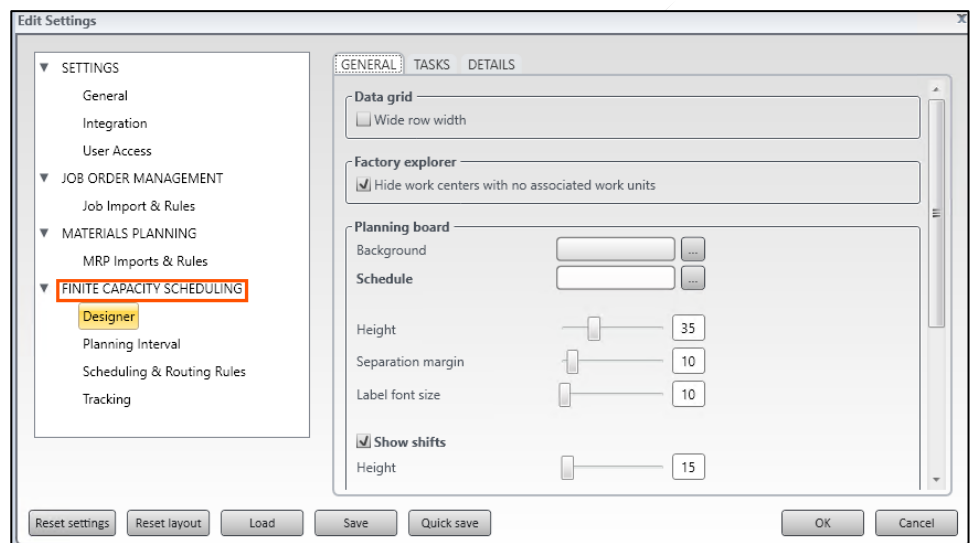 Edit Settings
X
SETTINGS
General
Integration
User Access
JOB ORDER MANAGEMENT
Job Import & Rules
MATERIALS PLANNING
MRP Imports & Rules
FINITE CAPACITY SCHEDULING
Designer
Planning Interval
Scheduling & Routing Rules
Tracking
GENERAL TASKS DETAILS
Data grid
Wide row width
Factory explorer
Hide work centers with no associated work units
Planning board
Background ...
Schedule ...
Height 35
Separation margin 10
Label font size 10
Show shifts
Height 15
Reset settings Reset layout Load Save Quick save OK Cancel